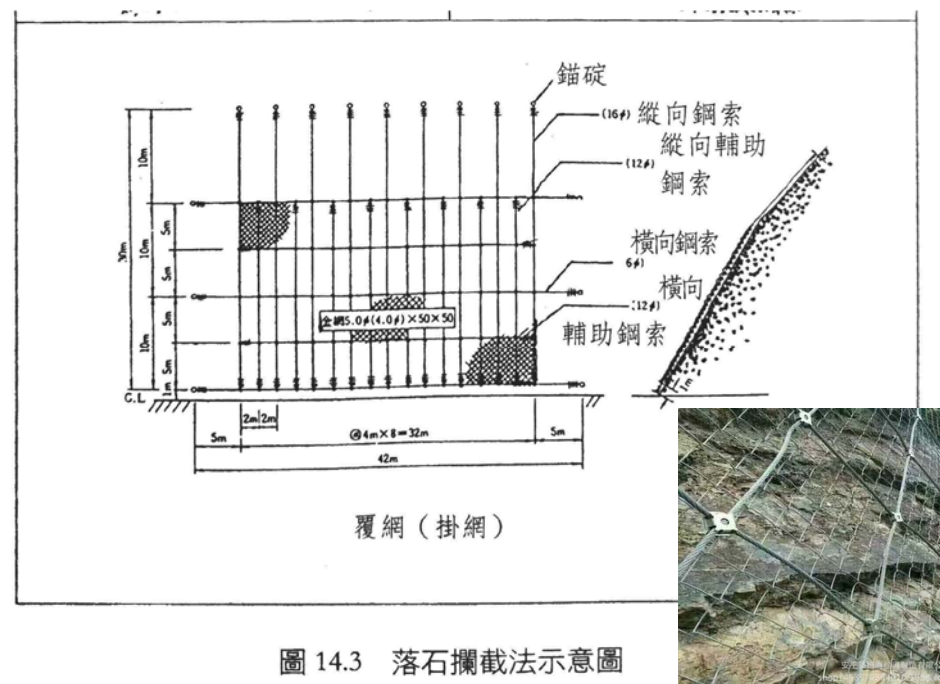 錨碇
(16ϕ) 縱向鋼索
(12ϕ) 縱向輔助
鋼索
橫向鋼索
6ϕ)
(12ϕ) 橫向
輔助鋼索
金網5.0ϕ(4.0ϕ)×50×50
30m
10m
10m
10m
5m
5m
5m
5m
1m
G.L
2m 2m
5m
@4m×8=32m
5m
42m
1m
覆網（掛網）
圖 14.3 落石攔截法示意圖